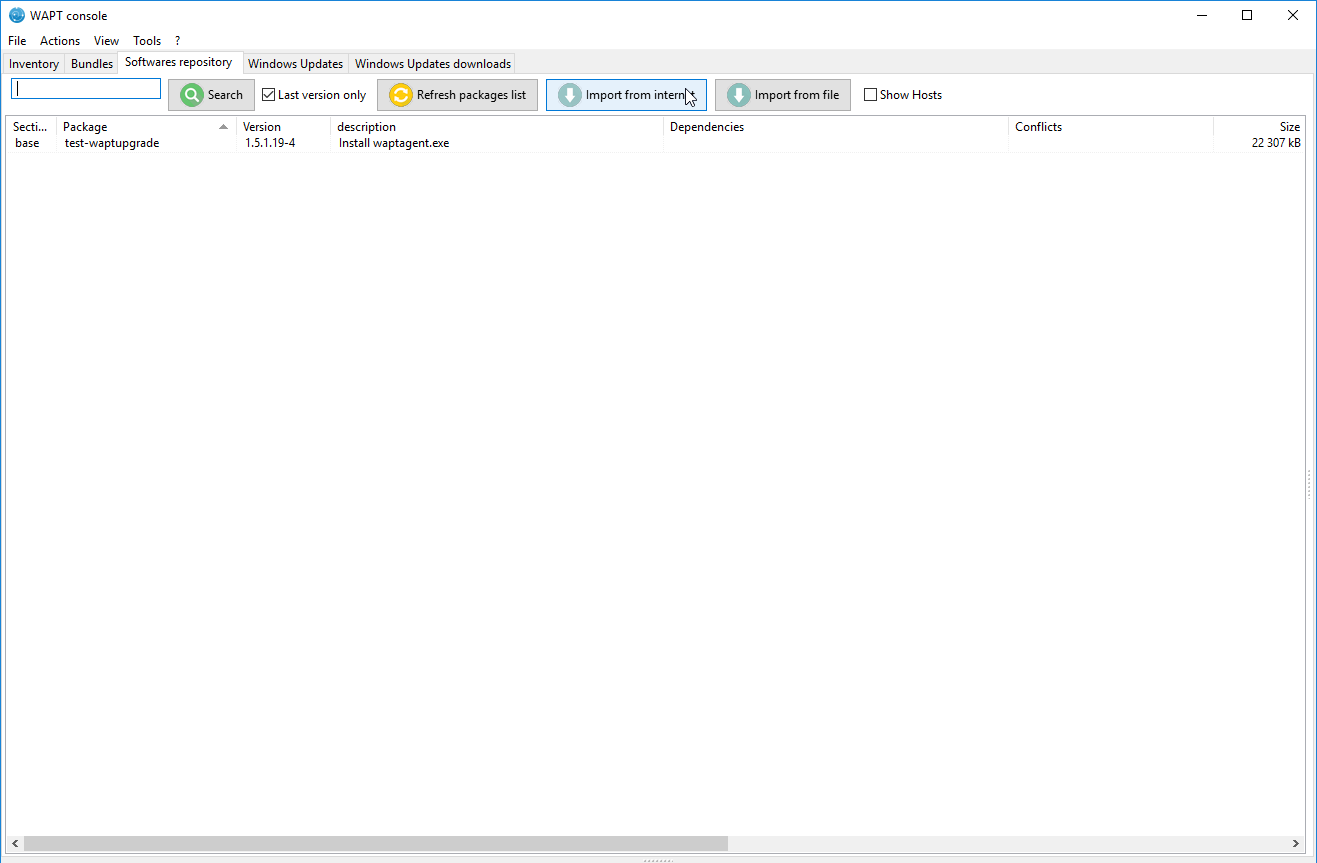 WAPT console
File Actions View Tools ?
Inventory Bundles Softwares repository Windows Updates Windows Updates downloads
Search Last version only Refresh packages list Import from internet Import from file Show Hosts
Secti... Package Version description Dependencies Conflicts Size
base test-waptupgrade 1.5.1.19-4 Install waptagent.exe 22 307 kB